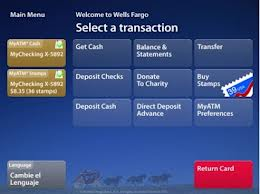 Main Menu
Welcome to Wells Fargo
Select a transaction
MyATM® Cash
MyChecking X-5892
MyATM® Stamps
MyChecking X-5892
$8.35 (36 stamps)
Get Cash
Balance &
Statements
Transfer
Deposit Checks
Donate
To Charity
Buy
Stamps
Deposit Cash
Direct Deposit
Advance
MyATM
Preferences
Language
Cambie el
Lenguaje
Return Card